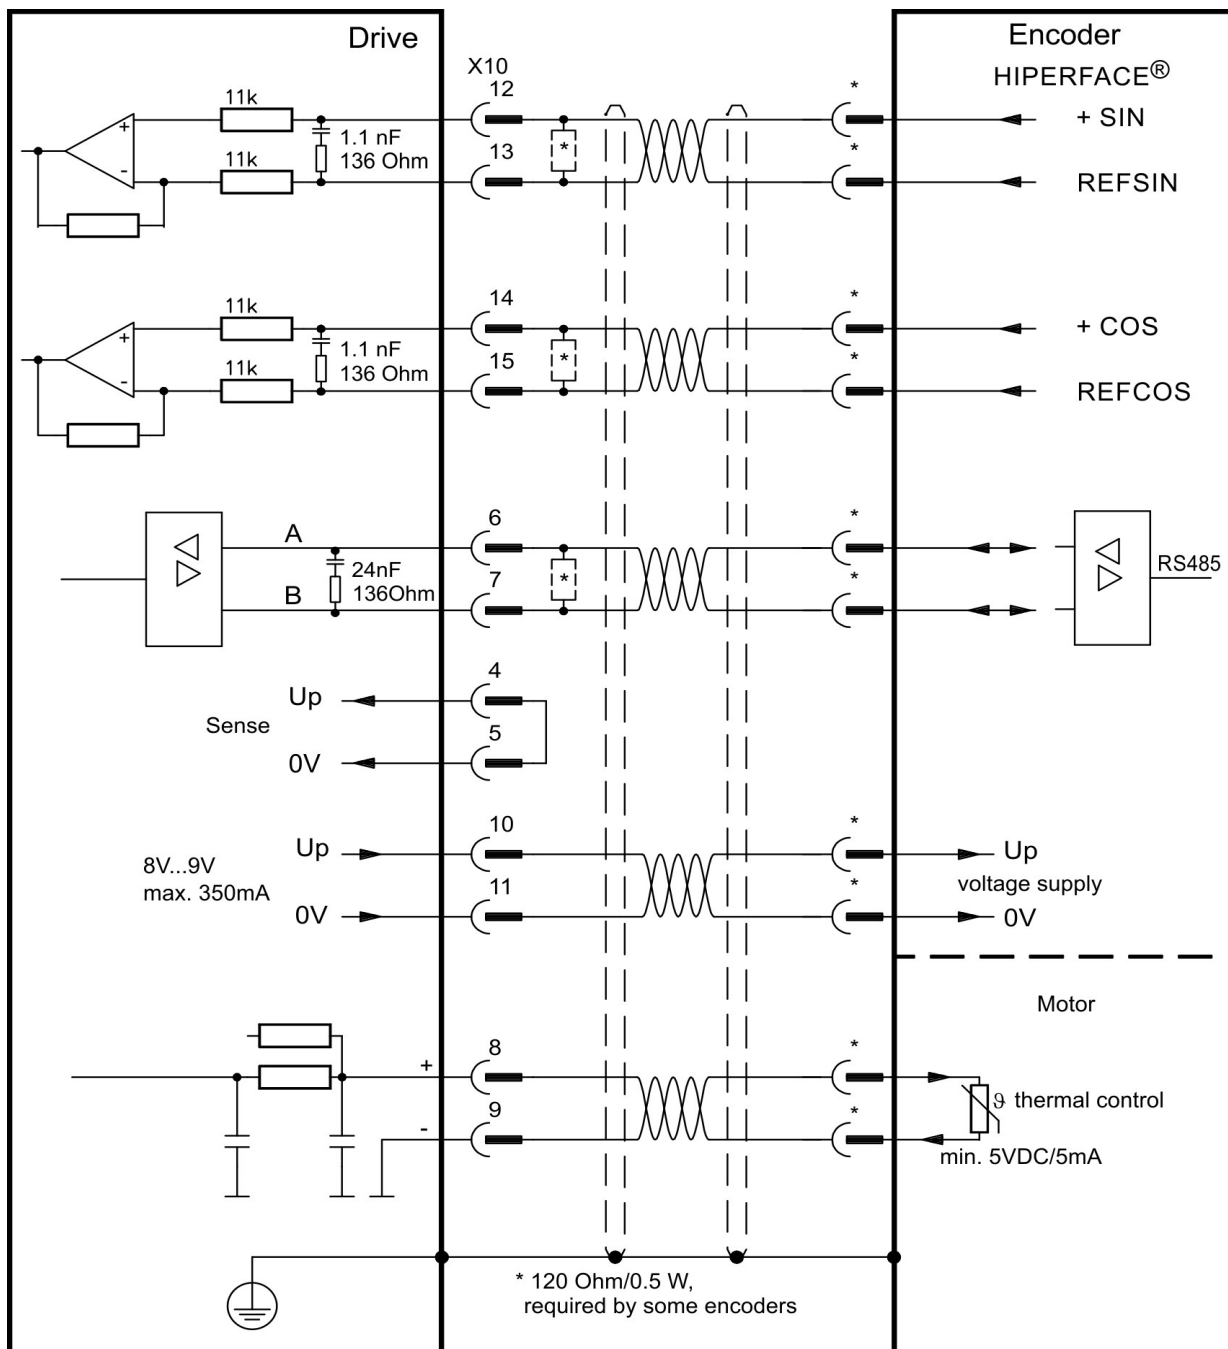 Drive
Encoder
HIPERFACE®
X10
12
*
11k
+
1.1 nF
136 Ohm
*
+ SIN
13
*
11k
-
REFSIN
14
*
11k
+
1.1 nF
136 Ohm
*
+ COS
15
*
11k
-
REFCOS
6
*
A
24nF
136Ohm
*
RS485
7
*
B
4
Up
Sense
5
0V
10
*
Up
Up
8V...9V
max. 350mA
voltage supply
11
*
0V
0V
Motor
8
*
+
ϑ thermal control
9
*
-
min. 5VDC/5mA
* 120 Ohm/0.5 W,
required by some encoders